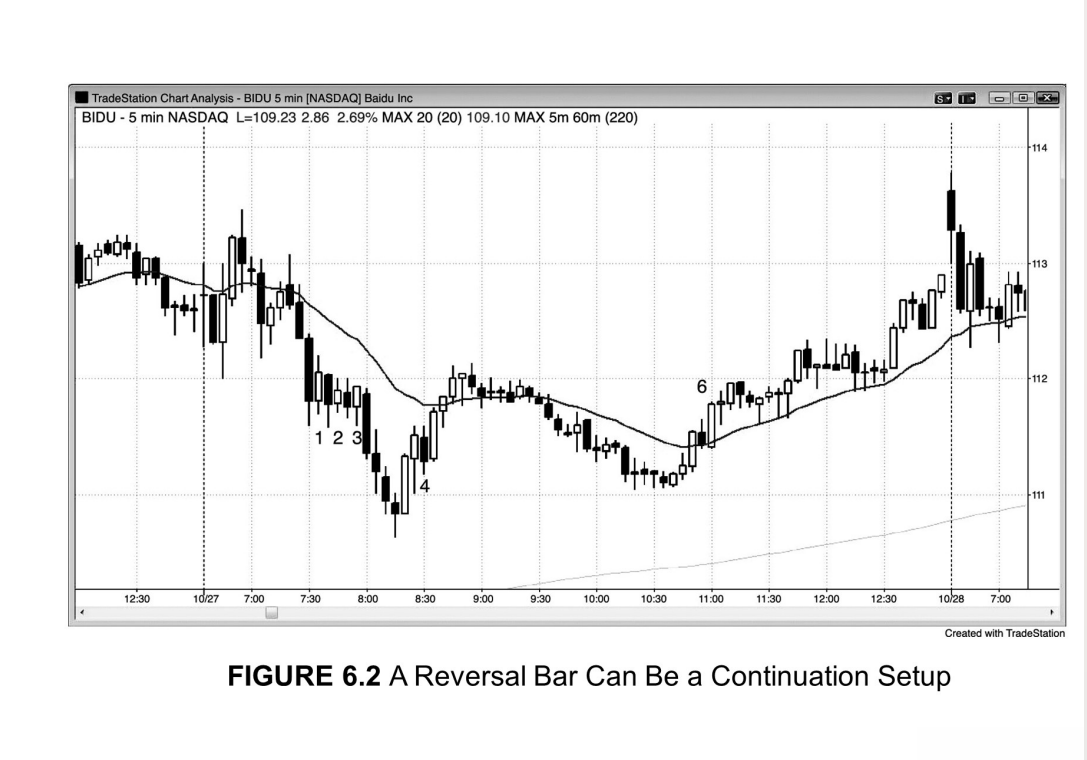 TradeStation Chart Analysis - BIDU 5 min [NASDAQ] Baidu Inc
BIDU - 5 min NASDAQ L=109.23 2.86 2.69% MAX 20 (20) 109.10 MAX 5m 60m (220)
114
113
112
111
6
1 2 3
4
12:30 10/27 7:00 7:30 8:00 8:30 9:00 9:30 10:00 10:30 11:00 11:30 12:00 12:30 10/28 7:00
Created with TradeStation
FIGURE 6.2 A Reversal Bar Can Be a Continuation Setup